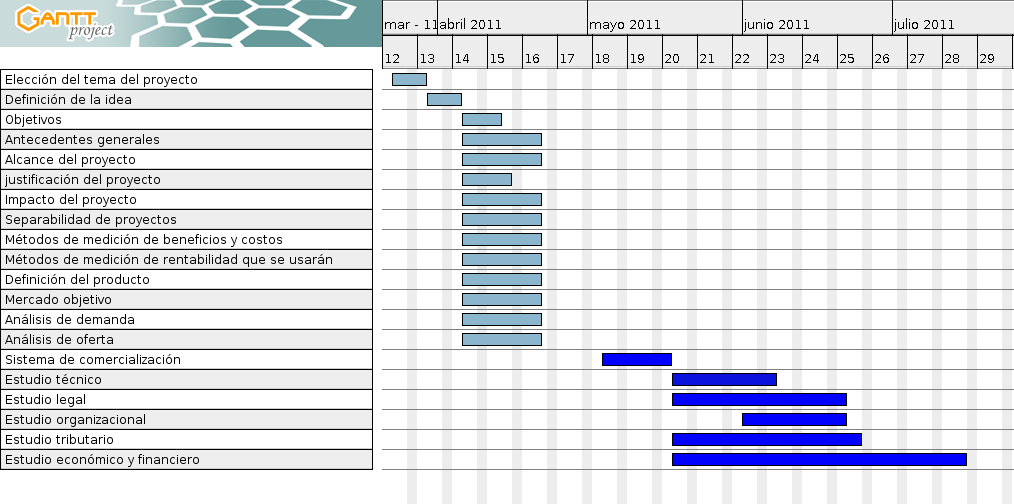 GANTT
project
mar - 11 abril 2011 mayo 2011 junio 2011 julio 2011
12 13 14 15 16 17 18 19 20 21 22 23 24 25 26 27 28 29
Elección del tema del proyecto
Definición de la idea
Objetivos
Antecedentes generales
Alcance del proyecto
justificación del proyecto
Impacto del proyecto
Separabilidad de proyectos
Métodos de medición de beneficios y costos
Métodos de medición de rentabilidad que se usarán
Definición del producto
Mercado objetivo
Análisis de demanda
Análisis de oferta
Sistema de comercialización
Estudio técnico
Estudio legal
Estudio organizacional
Estudio tributario
Estudio económico y financiero